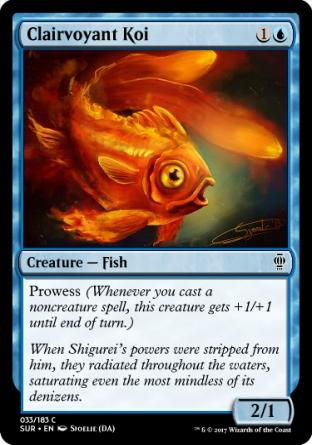 Clairvoyant Koi 1
Creature — Fish
Prowess (Whenever you cast a
noncreature spell, this creature gets +1/+1
until end of turn.)
When Shigurei's powers were stripped from
him, they radiated throughout the waters,
saturating even the most mindless of its
denizens.
2/1
033/183 C
SUR • EN SIOELIE (DA)
™ & © 2017 Wizards of the Coast